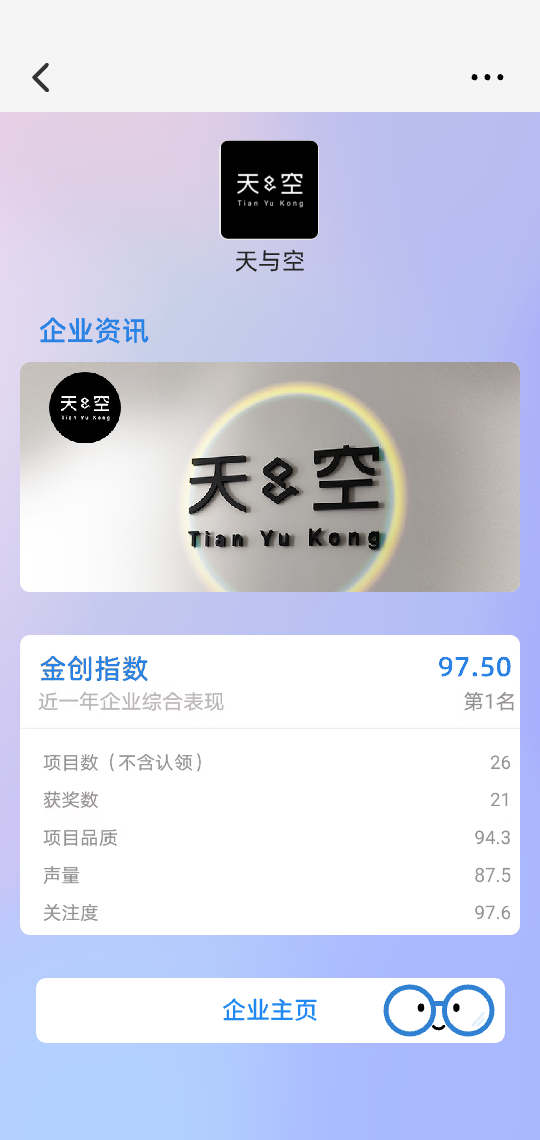 天与空
Tian Yu Kong
天与空
企业资讯
天与空
Tian Yu Kong
天与空
Tian Yu Kong
金创指数 97.50
近一年企业综合表现 第1名
项目数（不含认领） 26
获奖数 21
项目品质 94.3
声量 87.5
关注度 97.6
企业主页